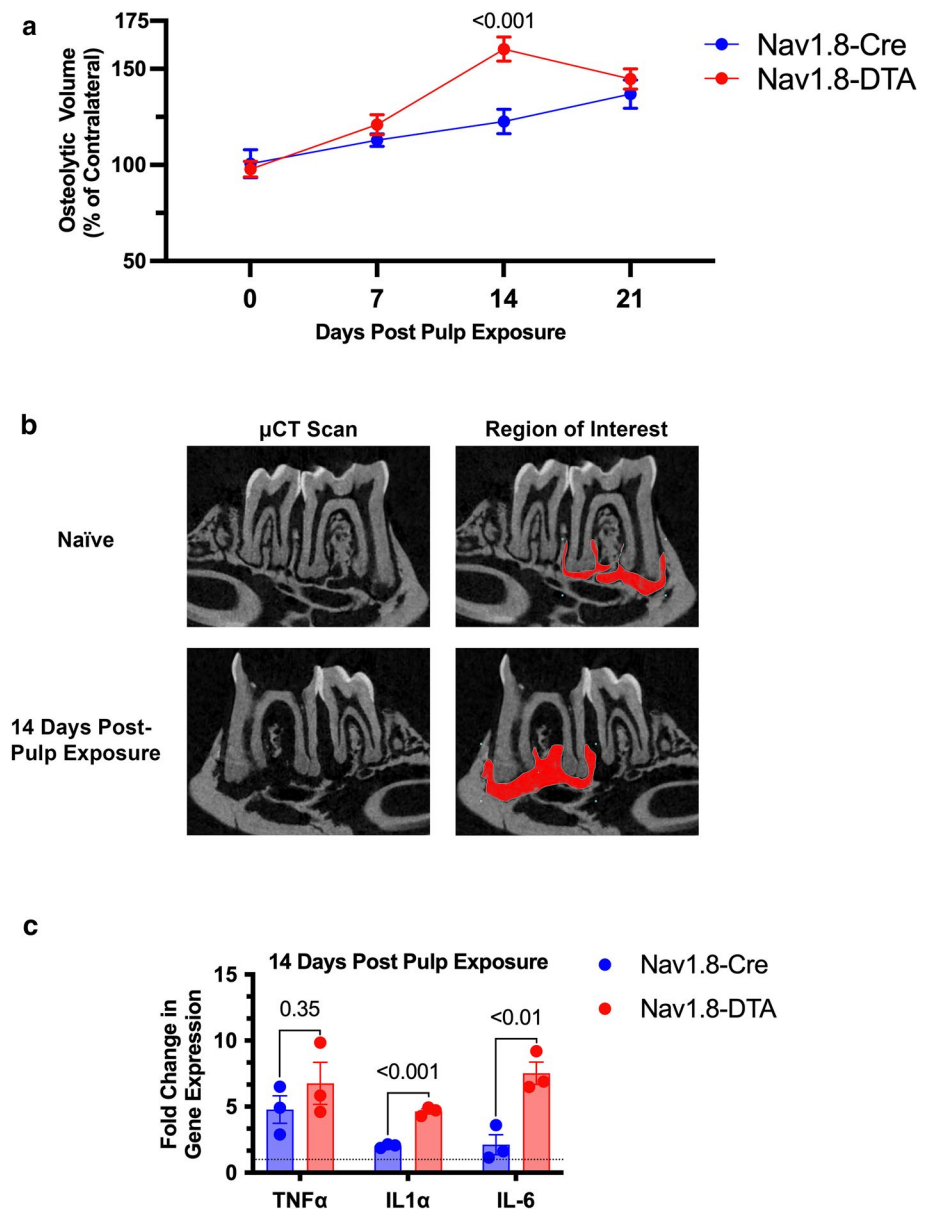 a
<0.001
Nav1.8-Cre
Nav1.8-DTA
175
150
100
50
Osteolytic Volume
(% of Contralateral)
0 7 14 21
Days Post Pulp Exposure
b
µCT Scan Region of Interest
Naïve
14 Days Post-
Pulp Exposure
c
14 Days Post Pulp Exposure
Nav1.8-Cre
Nav1.8-DTA
15
10
5
0
Fold Change in
Gene Expression
0.35
<0.001
<0.01
TNFα IL1α IL-6